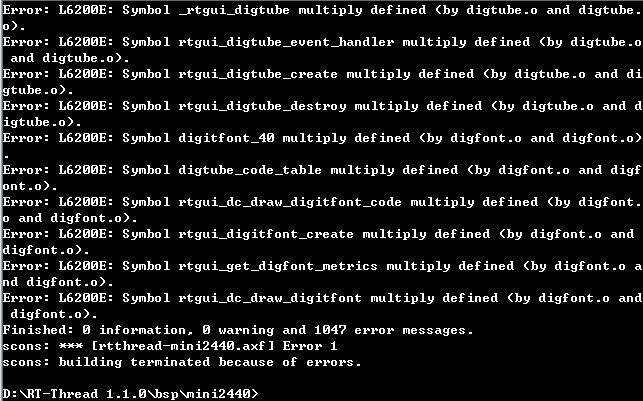 Error: L6200E: Symbol _rtgui_digtube multiply defined (by digtube.o and digtube.
o).
Error: L6200E: Symbol rtgui_digtube_event_handler multiply defined (by digtube.o
 and digtube.o).
Error: L6200E: Symbol rtgui_digtube_create multiply defined (by digtube.o and di
gtube.o).
Error: L6200E: Symbol rtgui_digtube_destroy multiply defined (by digtube.o and d
igtube.o).
Error: L6200E: Symbol digitfont_40 multiply defined (by digfont.o and digfont.o)
.
Error: L6200E: Symbol digtube_code_table multiply defined (by digfont.o and digf
ont.o).
Error: L6200E: Symbol rtgui_dc_draw_digitfont_code multiply defined (by digfont.
o and digfont.o).
Error: L6200E: Symbol rtgui_digitfont_create multiply defined (by digfont.o and 
digfont.o).
Error: L6200E: Symbol rtgui_get_digfont_metrics multiply defined (by digfont.o a
nd digfont.o).
Error: L6200E: Symbol rtgui_dc_draw_digitfont multiply defined (by digfont.o and
 digfont.o).
Finished: 0 information, 0 warning and 1047 error messages.
scons: *** [rtthread-mini2440.axf] Error 1
scons: building terminated because of errors.
D:\RT-Thread 1.1.0\bsp\mini2440>